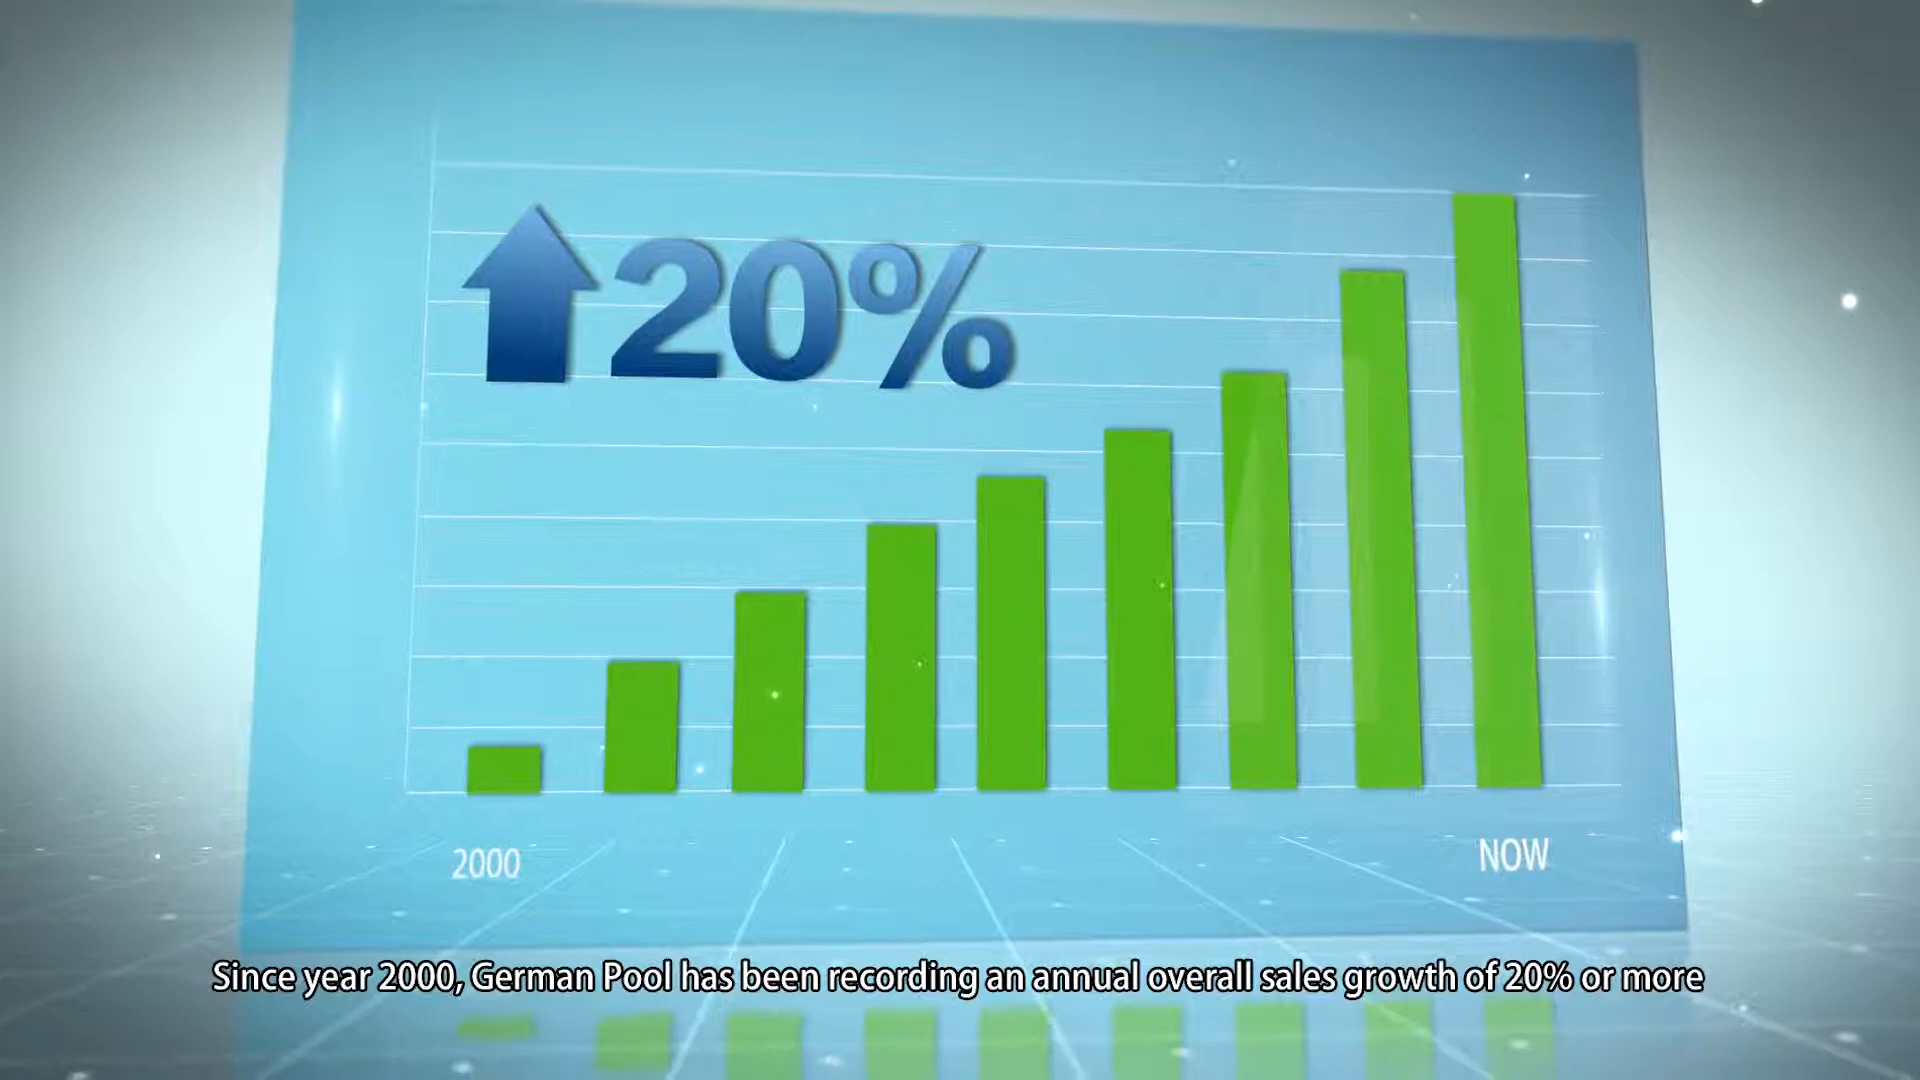 20%
2000
NOW
Since year 2000, German Pool has been recording an annual overall sales growth of 20% or more